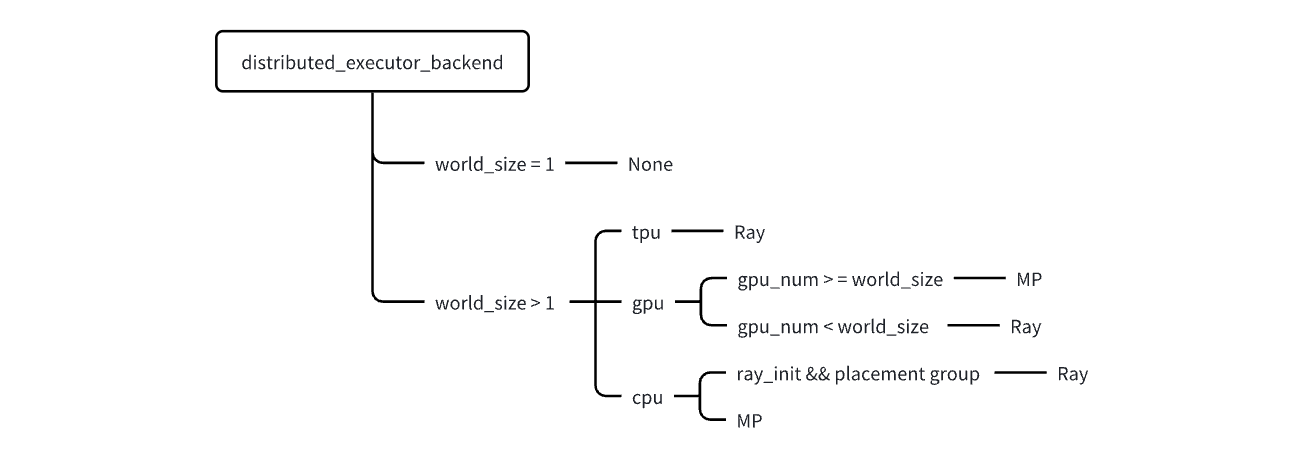 distributed_executor_backend
world_size = 1 None
tpu Ray
gpu_num > = world_size MP
world_size > 1 gpu
gpu_num < world_size Ray
ray_init && placement group Ray
cpu
MP